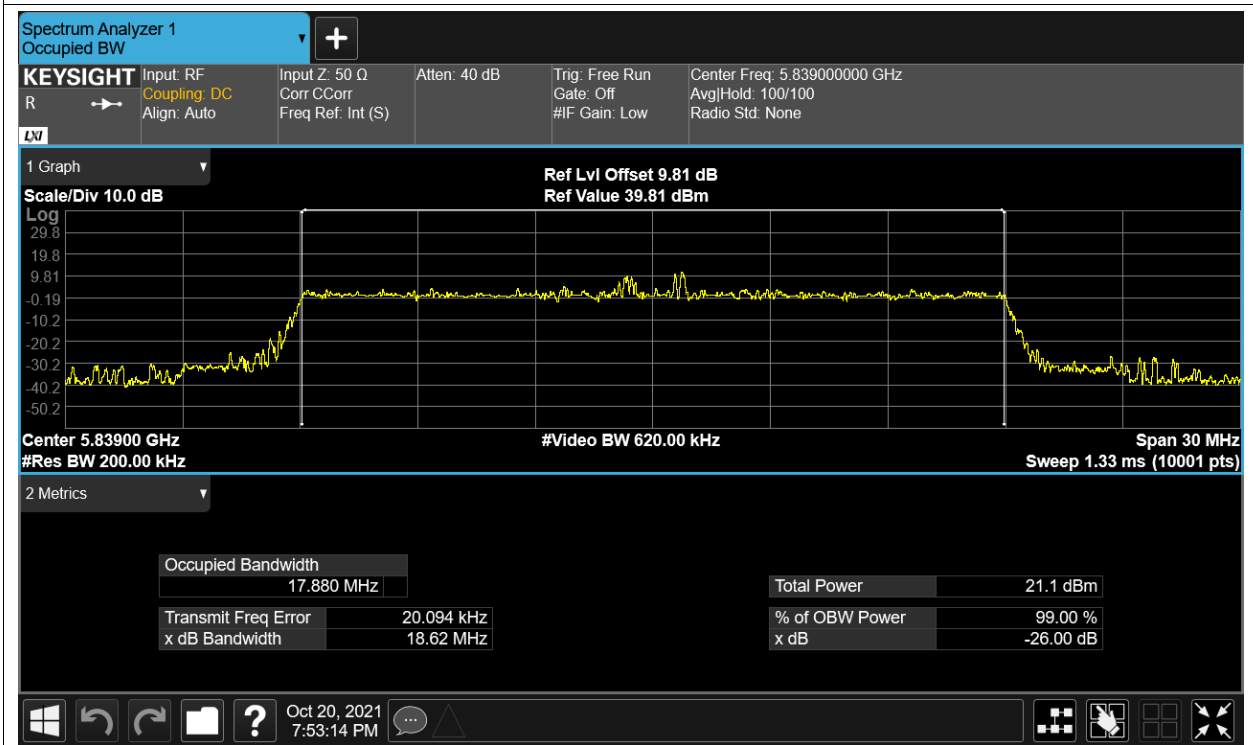 Spectrum Analyzer 1
Occupied BW
KEYSIGHT
R
LXI
Input: RF
Coupling: DC
Align: Auto
Input Z: 50 Ω
Corr CCorr
Freq Ref: Int (S)
Atten: 40 dB
Trig: Free Run
Gate: Off
#IF Gain: Low
Center Freq: 5.839000000 GHz
Avg|Hold: 100/100
Radio Std: None
1 Graph
Ref Lvl Offset 9.81 dB
Scale/Div 10.0 dB
Ref Value 39.81 dBm
Log
29.8
19.8
9.81
-0.19
-10.2
-20.2
-30.2
-40.2
-50.2
Center 5.83900 GHz
#Video BW 620.00 kHz
Span 30 MHz
#Res BW 200.00 kHz
Sweep 1.33 ms (10001 pts)
2 Metrics
Occupied Bandwidth
17.880 MHz
Total Power 21.1 dBm
Transmit Freq Error 20.094 kHz
% of OBW Power 99.00 %
x dB Bandwidth 18.62 MHz
x dB -26.00 dB
?
Oct 20, 2021
7:53:14 PM